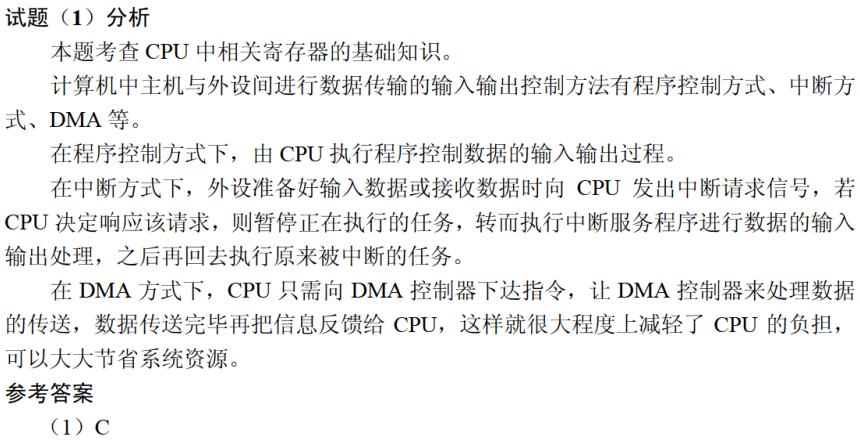 试题（1）分析
本题考查 CPU 中相关寄存器的基础知识。
计算机中主机与外设间进行数据传输的输入输出控制方法有程序控制方式、中断方
式、DMA 等。
在程序控制方式下，由 CPU 执行程序控制数据的输入输出过程。
在中断方式下，外设准备好输入数据或接收数据时向 CPU 发出中断请求信号，若
CPU 决定响应该请求，则暂停正在执行的任务，转而执行中断服务程序进行数据的输入
输出处理，之后再回去执行原来被中断的任务。
在 DMA 方式下，CPU 只需向 DMA 控制器下达指令，让 DMA 控制器来处理数据
的传送，数据传送完毕再把信息反馈给 CPU，这样就很大程度上减轻了 CPU 的负担，
可以大大节省系统资源。
参考答案
（1）C